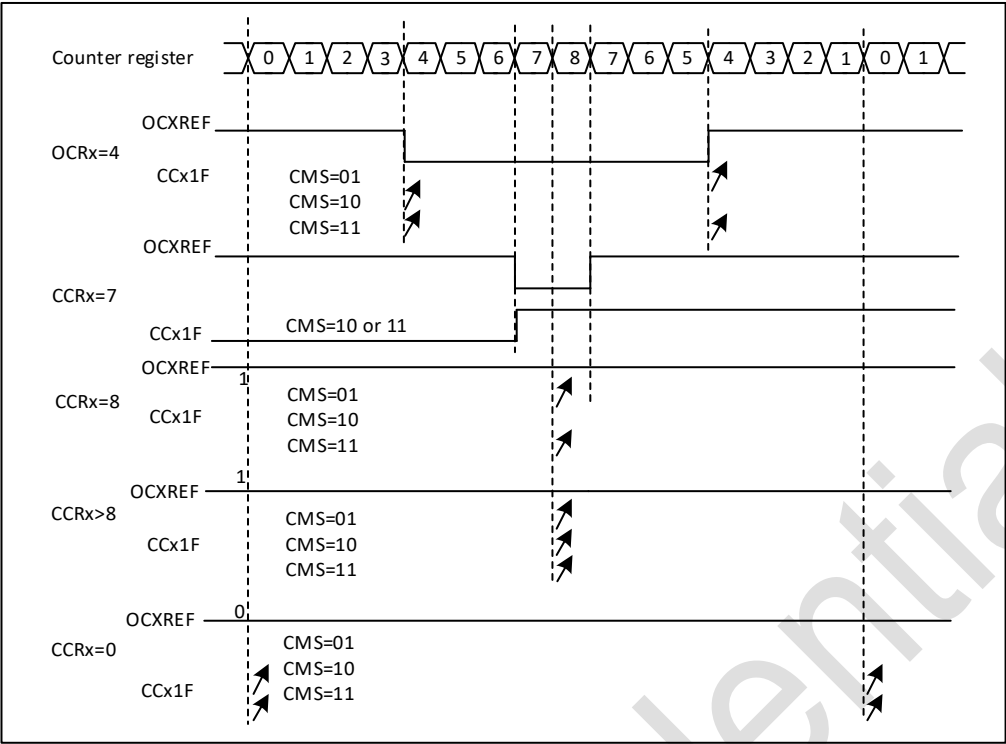 Counter register 0 1 2 3 4 5 6 7 8 7 6 5 4 3 2 1 0 1
OCXREF
OCRx=4
CCx1F
CMS=01
CMS=10
CMS=11
OCXREF
CCRx=7
CCx1F
CMS=10 or 11
OCXREF
1
CCRx=8
CCx1F
CMS=01
CMS=10
CMS=11
1
OCXREF
CCRx>8
CCx1F
CMS=01
CMS=10
CMS=11
OCXREF
0
CCRx=0
CCx1F
CMS=01
CMS=10
CMS=11
dential